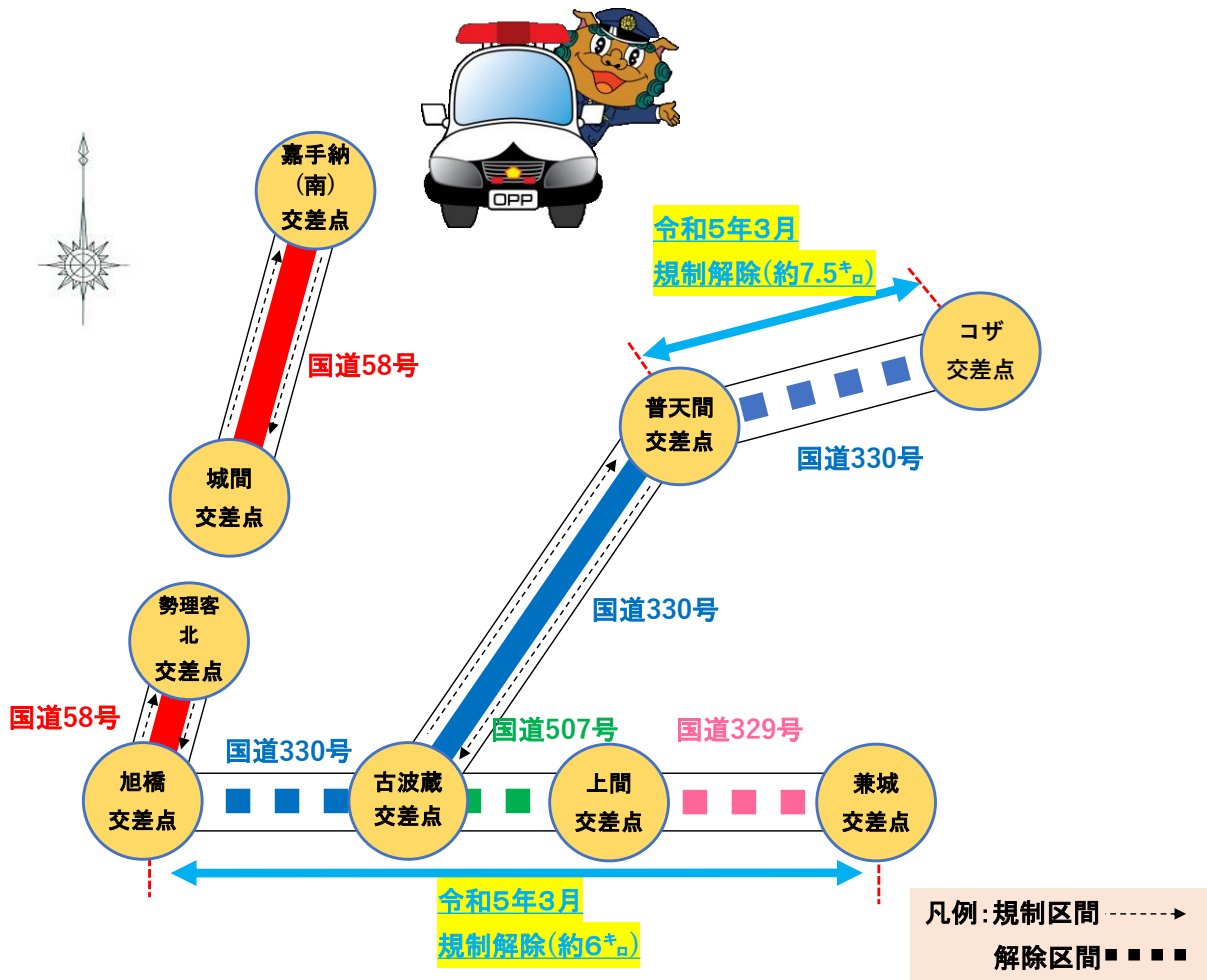 OPP
嘉手納
(南)
交差点
国道58号
城間
交差点
令和5年3月
規制解除(約7.5㌔)
コザ
交差点
普天間
交差点
国道330号
国道330号
勢理客
北
交差点
国道58号
国道330号
国道507号
国道329号
旭橋
交差点
古波蔵
交差点
上間
交差点
兼城
交差点
令和5年3月
規制解除(約6㌔)
凡例:規制区間
解除区間